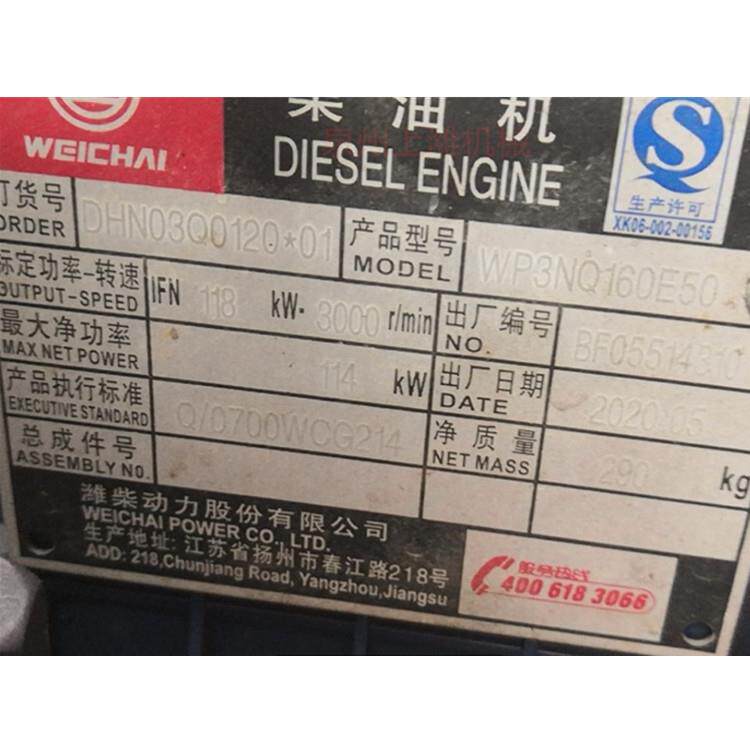 WEICHAI
柴油机
DIESEL ENGINE
生产许可
XK06-002-00156
订货号
ORDER
DHN03Q0120*01
产品型号
MODEL
WP3NQ160E50
标定功率-转速
OUTPUT-SPEED
IFN 118 kW- 3000 r/min
出厂编号
NO.
BF05514310
最大净功率
MAX NET POWER
114 kW
出厂日期
DATE
2020.05
产品执行标准
EXECUTIVE STANDARD
Q/0700WCG214
净质量
NET MASS
290 kg
总成件号
ASSEMBLY NO.
潍柴动力股份有限公司
WEICHAI POWER CO., LTD.
生产地址: 江苏省扬州市春江路218号
ADD: 218,Chunjiang Road, Yangzhou,Jiangsu
服务热线
400 618 3066